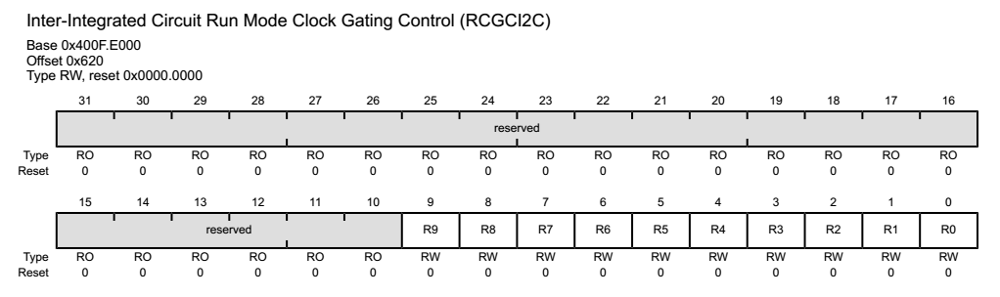 Inter-Integrated Circuit Run Mode Clock Gating Control (RCGCI2C)
Base 0x400F.E000
Offset 0x620
Type RW, reset 0x0000.0000
31 30 29 28 27 26 25 24 23 22 21 20 19 18 17 16
reserved
Type RO RO RO RO RO RO RO RO RO RO RO RO RO RO RO RO
Reset 0 0 0 0 0 0 0 0 0 0 0 0 0 0 0 0
15 14 13 12 11 10 9 8 7 6 5 4 3 2 1 0
reserved R9 R8 R7 R6 R5 R4 R3 R2 R1 R0
Type RO RO RO RO RO RO RW RW RW RW RW RW RW RW RW RW
Reset 0 0 0 0 0 0 0 0 0 0 0 0 0 0 0 0